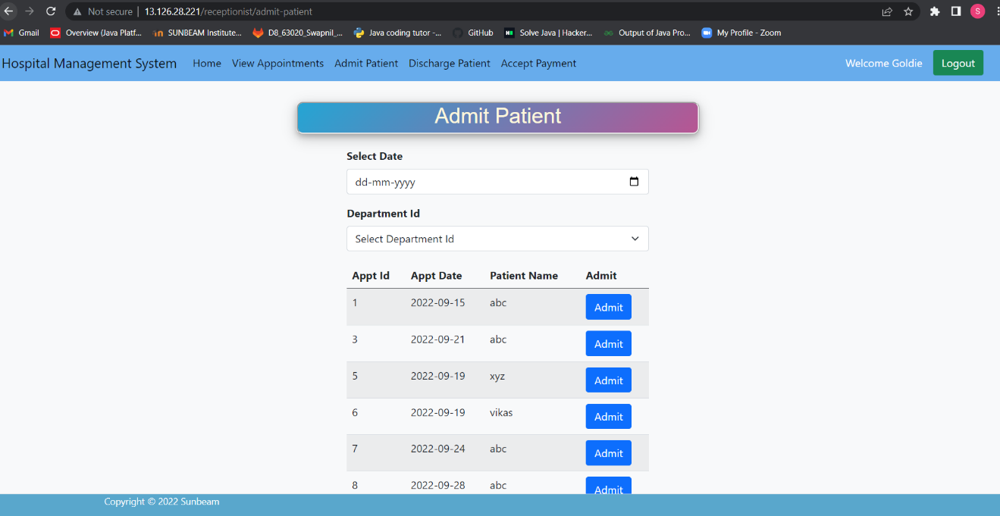 Not secure | 13.126.28.221/receptionist/admit-patient S
Gmail Overview (Java Platf... SUNBEAM Institute... D8_63020_Swapnil_... Java coding tutor -... GitHub Solve Java | Hacker... Output of Java Pro... My Profile - Zoom
Hospital Management System Home View Appointments Admit Patient Discharge Patient Accept Payment Welcome Goldie Logout
Admit Patient
Select Date
dd-mm-yyyy
Department Id
Select Department Id
Appt Id Appt Date Patient Name Admit
1 2022-09-15 abc Admit
3 2022-09-21 abc Admit
5 2022-09-19 xyz Admit
6 2022-09-19 vikas Admit
7 2022-09-24 abc Admit
8 2022-09-28 abc Admit
Copyright © 2022 Sunbeam